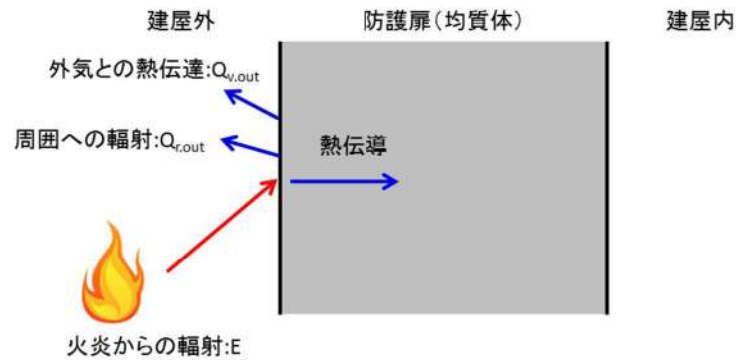 建屋外
防護扉(均質体)
建屋内
外気との熱伝達:Qv.out
周囲への輻射:Qr.out
熱伝導
火炎からの輻射:E